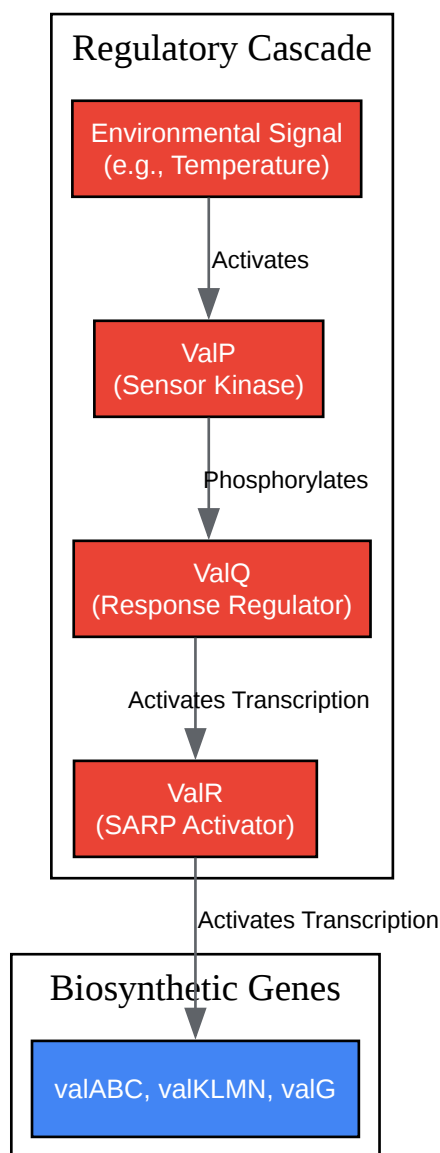 Regulatory Cascade
Environmental Signal
(e.g., Temperature)
Activates
ValP
(Sensor Kinase)
Phosphorylates
ValQ
(Response Regulator)
Activates Transcription
ValR
(SARP Activator)
Activates Transcription
Biosynthetic Genes
valABC, valKLMN, valG